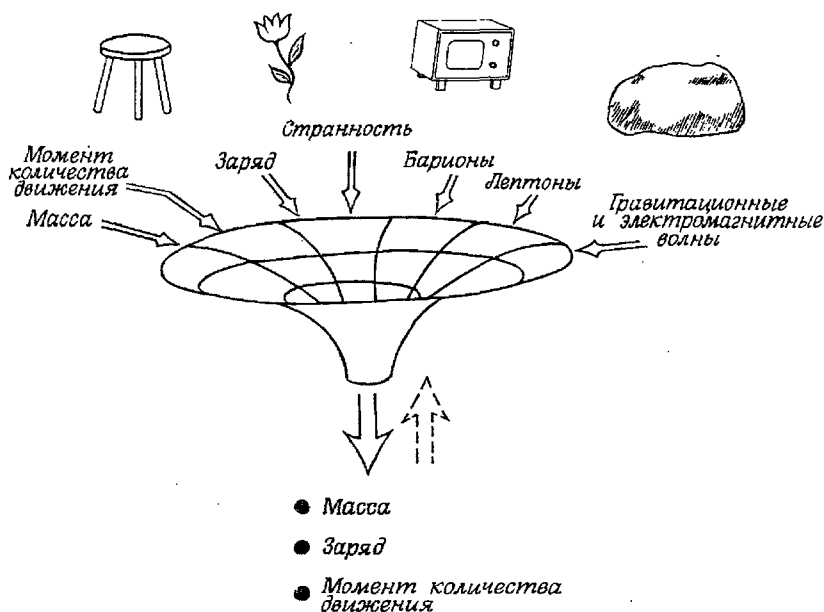 Странность
Момент
количества
движения
Заряд
Барионы
Лептоны
Масса
Гравитационные
и электромагнитные
волны
Масса
Заряд
Момент количества
движения